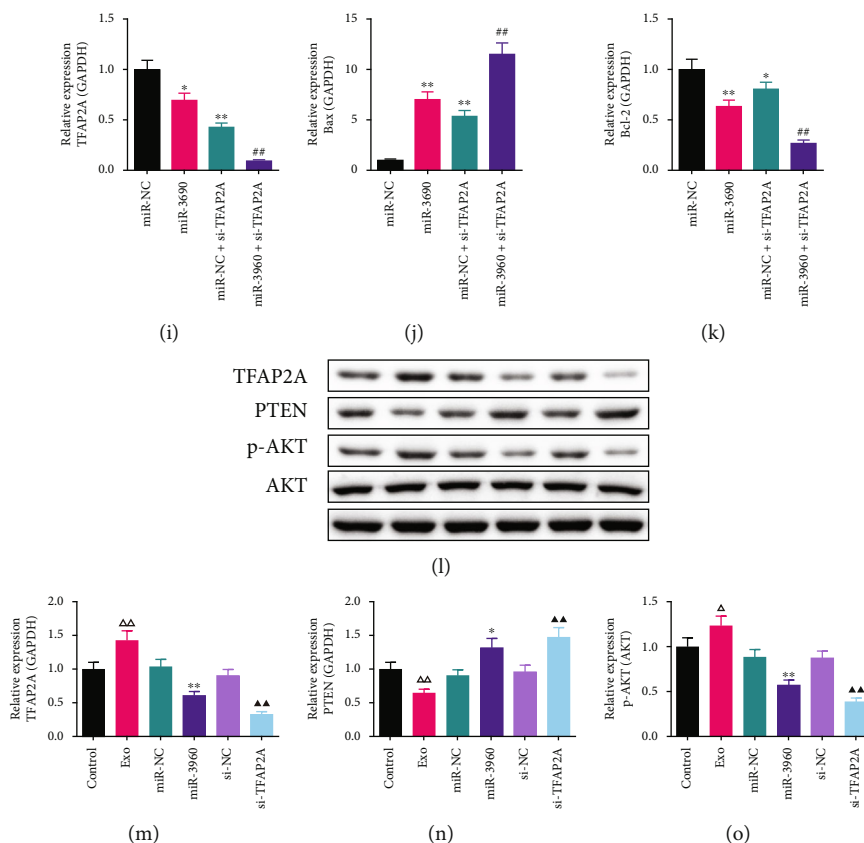 Relative expression
TFAP2A (GAPDH)
1.5
1.0
0.5
0.0
*
**
##
miR-NC
miR-3690
miR-NC + si-TFAP2A
miR-3960 + si-TFAP2A
(i)
Relative expression
Bax (GAPDH)
15
10
5
0
**
**
##
miR-NC
miR-3690
miR-NC + si-TFAP2A
miR-3960 + si-TFAP2A
(j)
Relative expression
Bcl-2 (GAPDH)
1.5
1.0
0.5
0.0
**
*
##
miR-NC
miR-3690
miR-NC + si-TFAP2A
miR-3960 + si-TFAP2A
(k)
TFAP2A
PTEN
p-AKT
AKT
(l)
Relative expression
TFAP2A (GAPDH)
2.0
1.5
1.0
0.5
0.0
△△
**
▲▲
Control
Exo
miR-NC
miR-3960
si-NC
si-TFAP2A
(m)
Relative expression
PTEN (GAPDH)
2.0
1.5
1.0
0.5
0.0
△△
*
▲▲
Control
Exo
miR-NC
miR-3960
si-NC
si-TFAP2A
(n)
Relative expression
p-AKT (AKT)
1.5
1.0
0.5
0.0
△
**
▲▲
Control
Exo
miR-NC
miR-3960
si-NC
si-TFAP2A
(o)